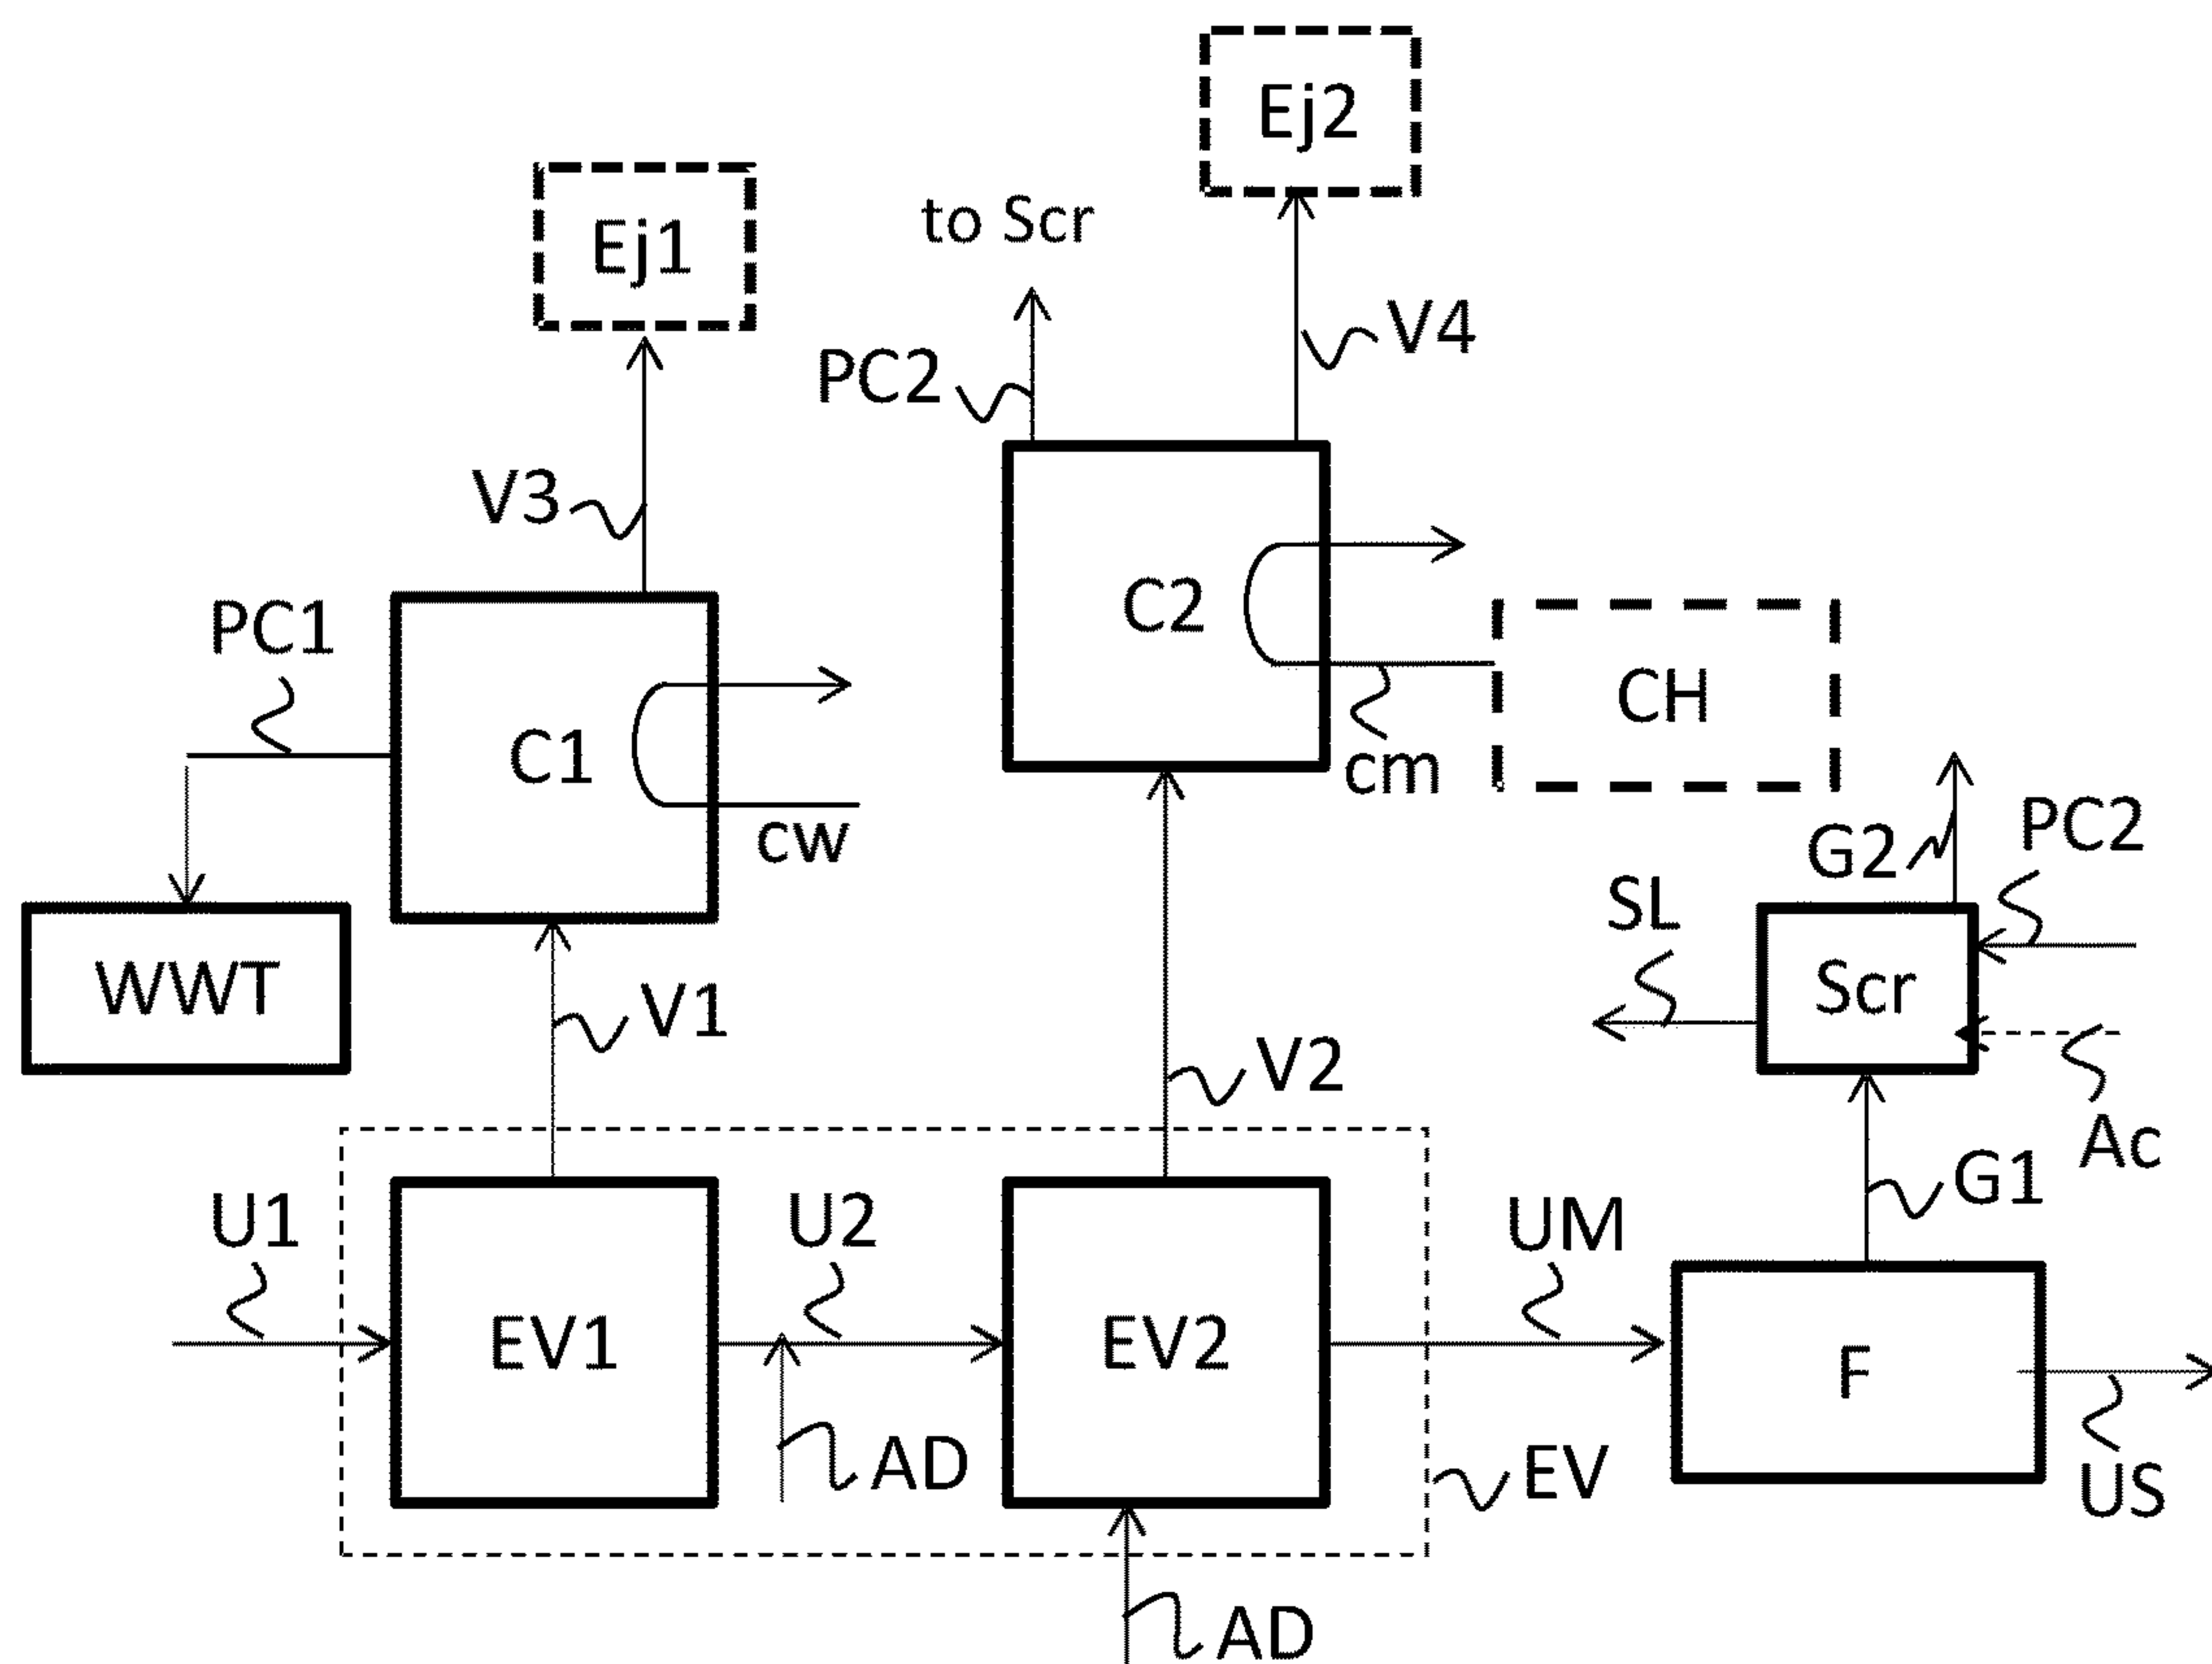 Ej2
Ej1
to Scr
V4
PC2
V3
C2
PC1
CH
C1
cm
cw
G2
PC2
SL
WWT
Scr
V1
V2
Ac
G1
U1
U2
UM
EV1
EV2
F
AD
EV
US
AD